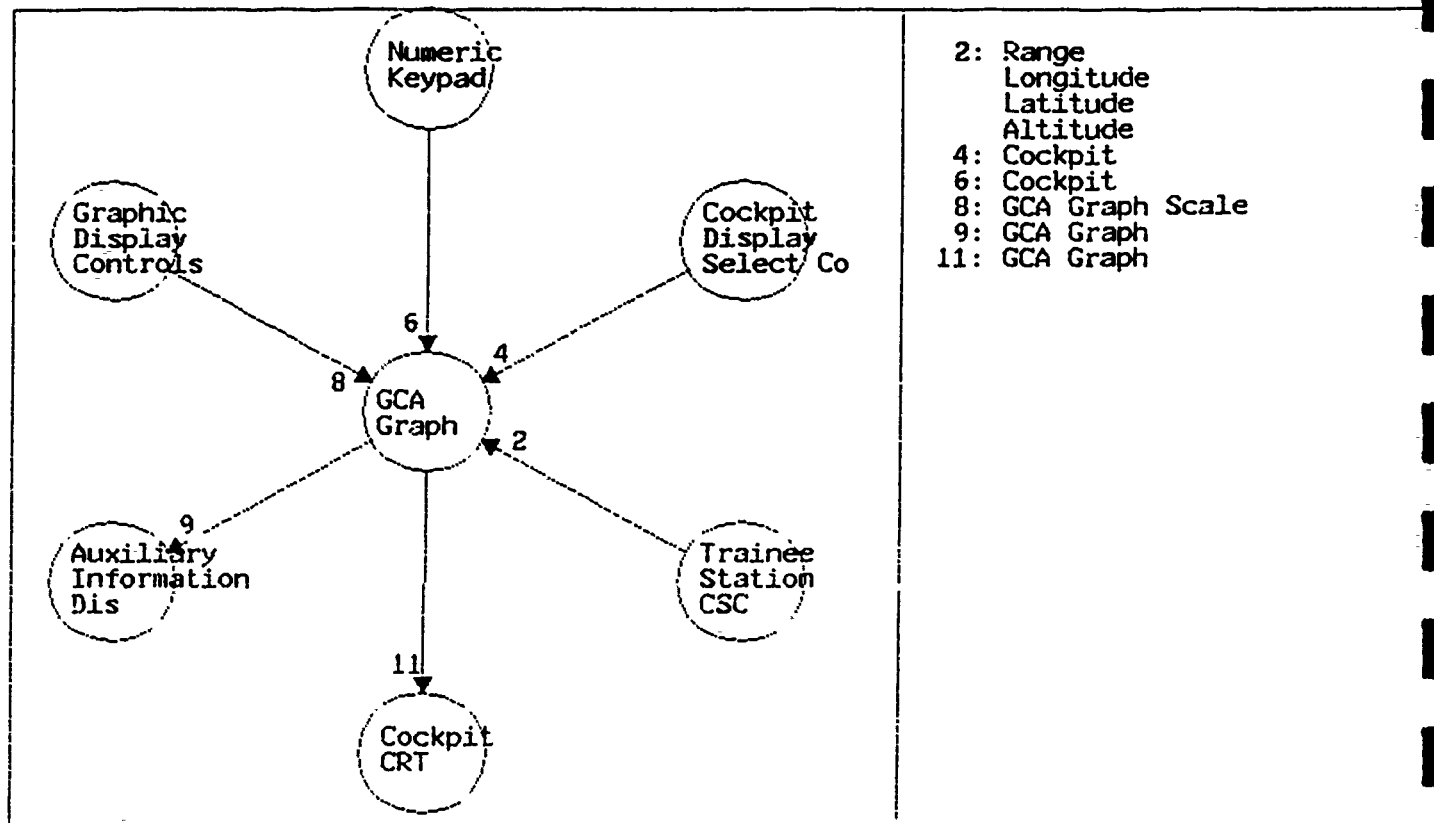 Numeric
Keypad
Graphic
Display
Controls
Cockpit
Display
Select Co
6
4
8
GCA
Graph
2
9
Auxiliary
Information
Dis
Trainee
Station
CSC
11
Cockpit
CRT
2: Range
Longitude
Latitude
Altitude
4: Cockpit
6: Cockpit
8: GCA Graph Scale
9: GCA Graph
11: GCA Graph